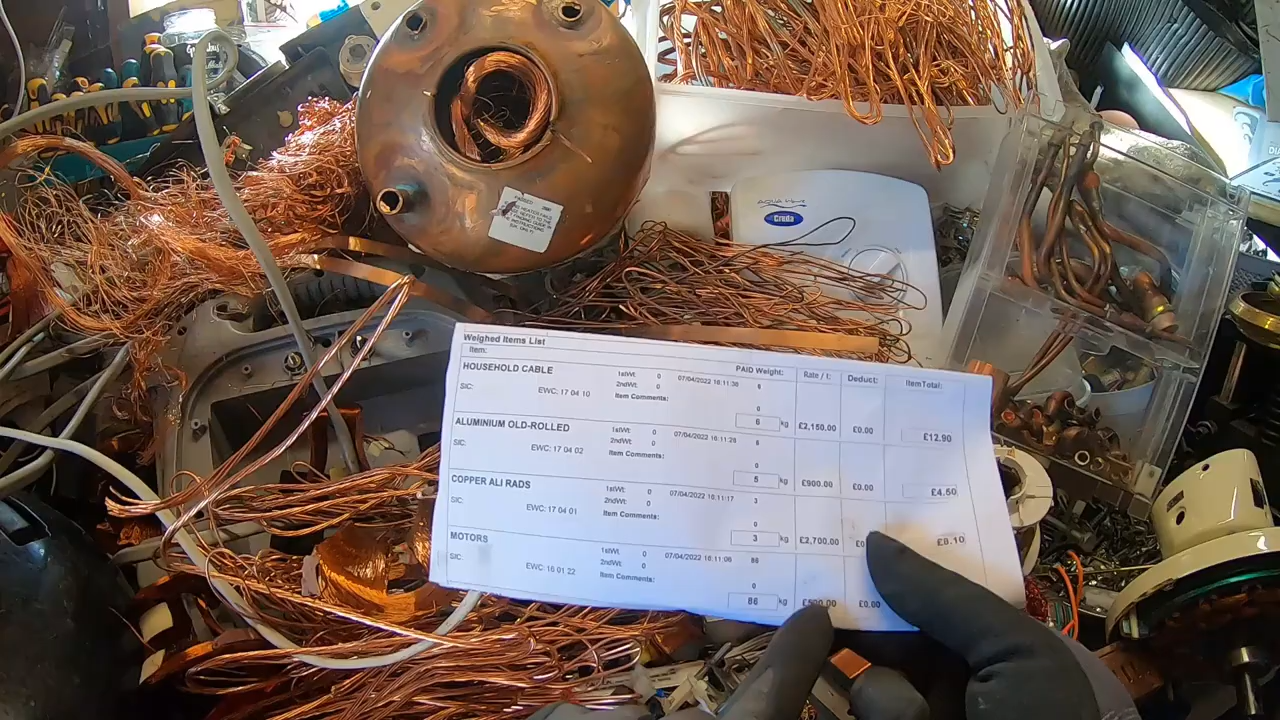 Weighed Items List
Item: PAID Weight: Rate / t: Deduct: ItemTotal:
HOUSEHOLD CABLE 1stWt: 0 07/04/2022 16:11:36 6
2ndWt: 0
SIC: EWC: 17 04 10 Item Comments: 0
6 kg £2,150.00 £0.00 £12.90
ALUMINIUM OLD-ROLLED 1stWt: 0 07/04/2022 16:11:28
2ndWt: 0
SIC: EWC: 17 04 02 Item Comments: 0
5 kg £900.00 £0.00 £4.50
COPPER ALI RADS 1stWt: 0 07/04/2022 16:11:17 3
2ndWt: 0
SIC: EWC: 17 04 01 Item Comments: 0
3 kg £2,700.00 £8.10
MOTORS 1stWt: 0 07/04/2022 16:11:06 86
2ndWt: 0
SIC: EWC: 16 01 22 Item Comments: 0
86 kg £0.00
Creda